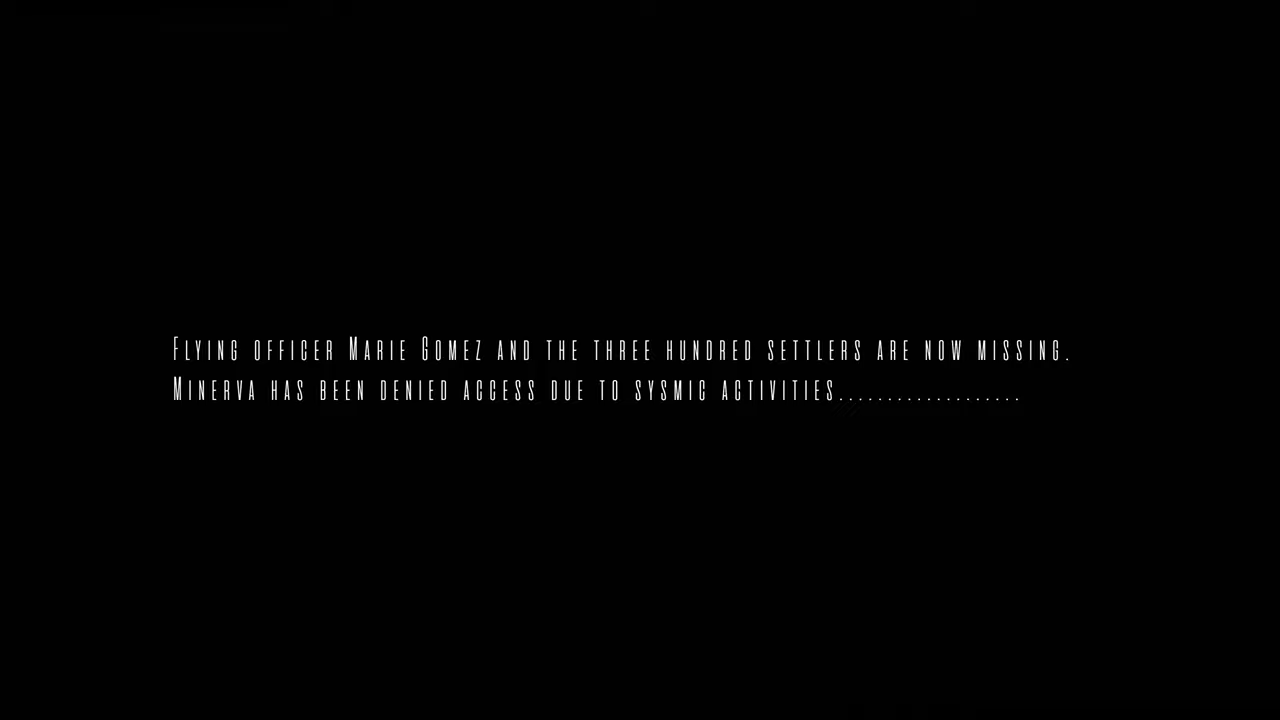 Flying officer Marie Gomez and the three hundred settlers are now missing.
Minerva has been denied access due to sysmic activities...................